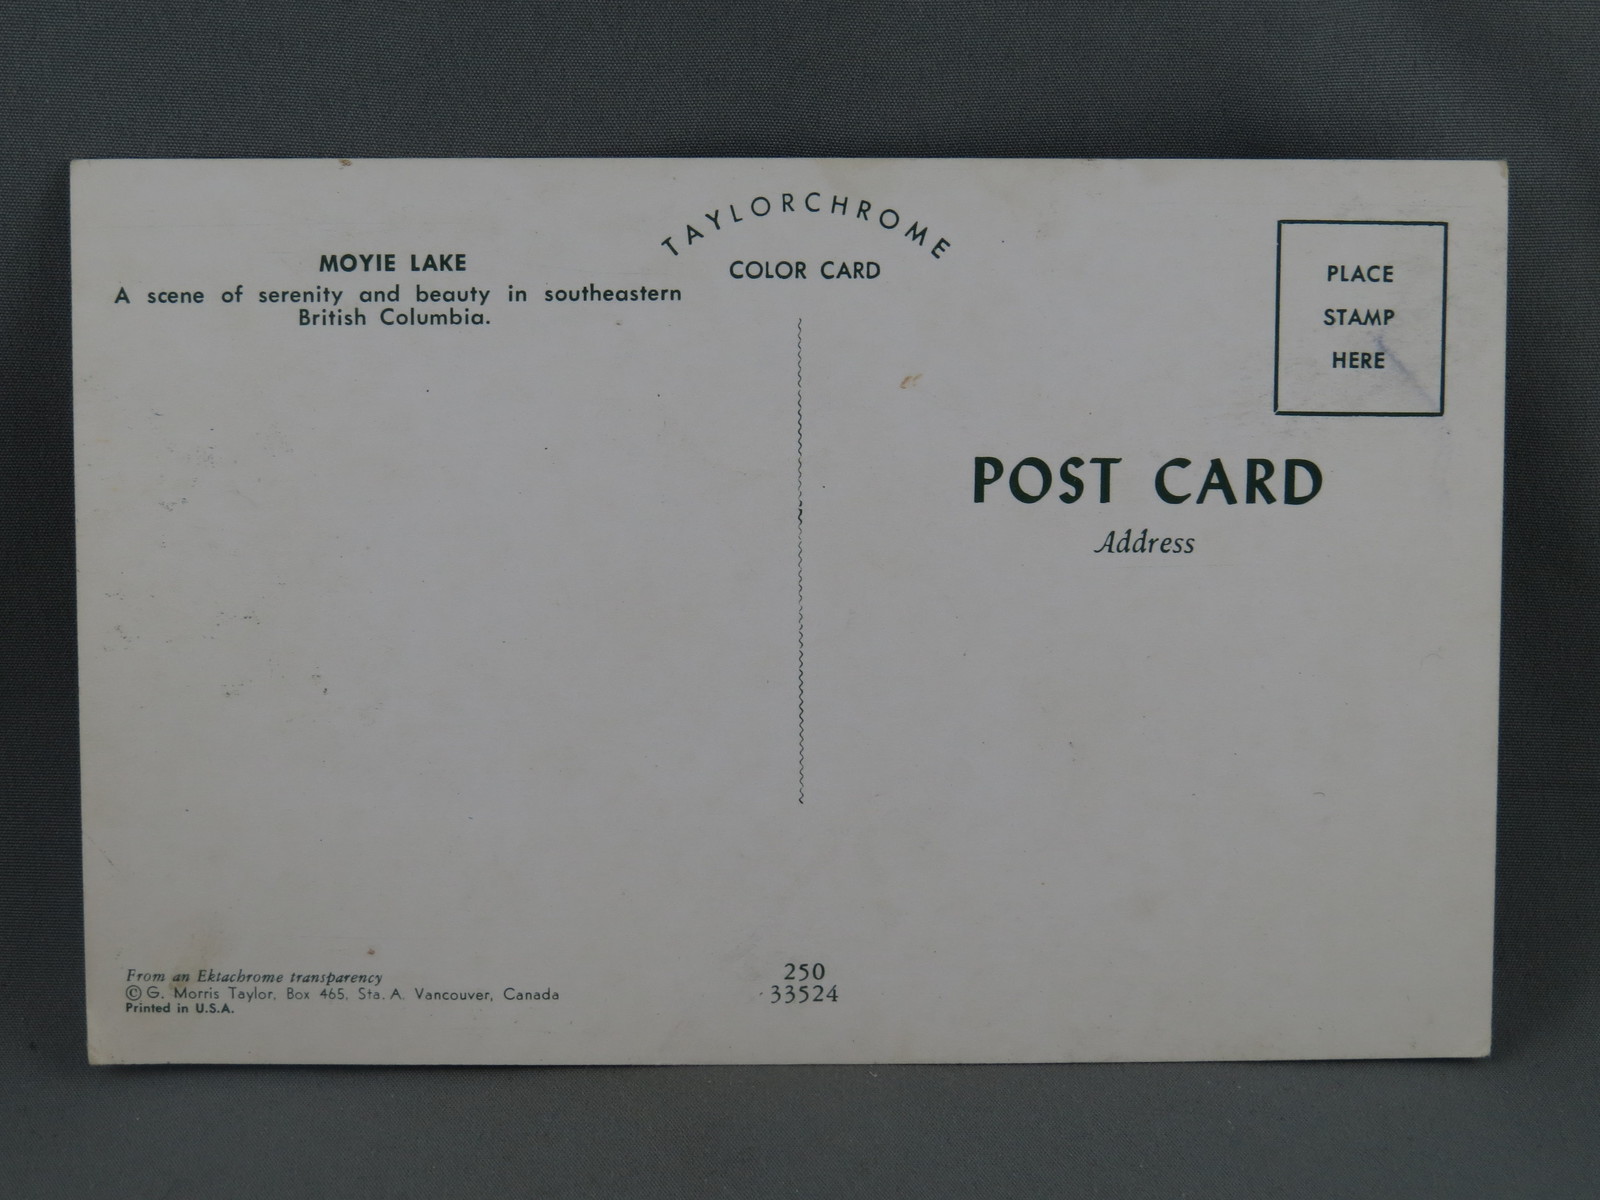 TAYLORCHROME
COLOR CARD
MOYIE LAKE
A scene of serenity and beauty in southeastern
British Columbia.
PLACE
STAMP
HERE
POST CARD
Address
From an Ektachrome transparency
© G. Morris Taylor, Box 465, Sta. A. Vancouver, Canada
Printed in U.S.A.
250
33524